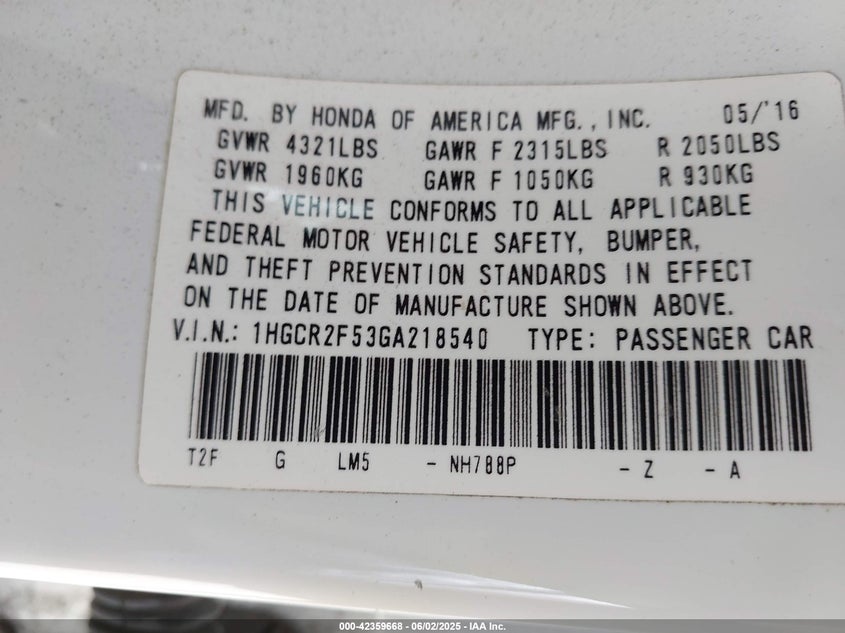 MFD. BY HONDA OF AMERICA MFG., INC. 05/'16
GVWR 4321LBS GAWR F 2315LBS R 2050LBS
GVWR 1960KG GAWR F 1050KG R 930KG
THIS VEHICLE CONFORMS TO ALL APPLICABLE
FEDERAL MOTOR VEHICLE SAFETY, BUMPER,
AND THEFT PREVENTION STANDARDS IN EFFECT
ON THE DATE OF MANUFACTURE SHOWN ABOVE.
V.I.N.: 1HGCR2F53GA218540 TYPE: PASSENGER CAR
T2F G LM5 - NH788P - Z - A
000-42359668 - 06/02/2025 - IAA Inc.